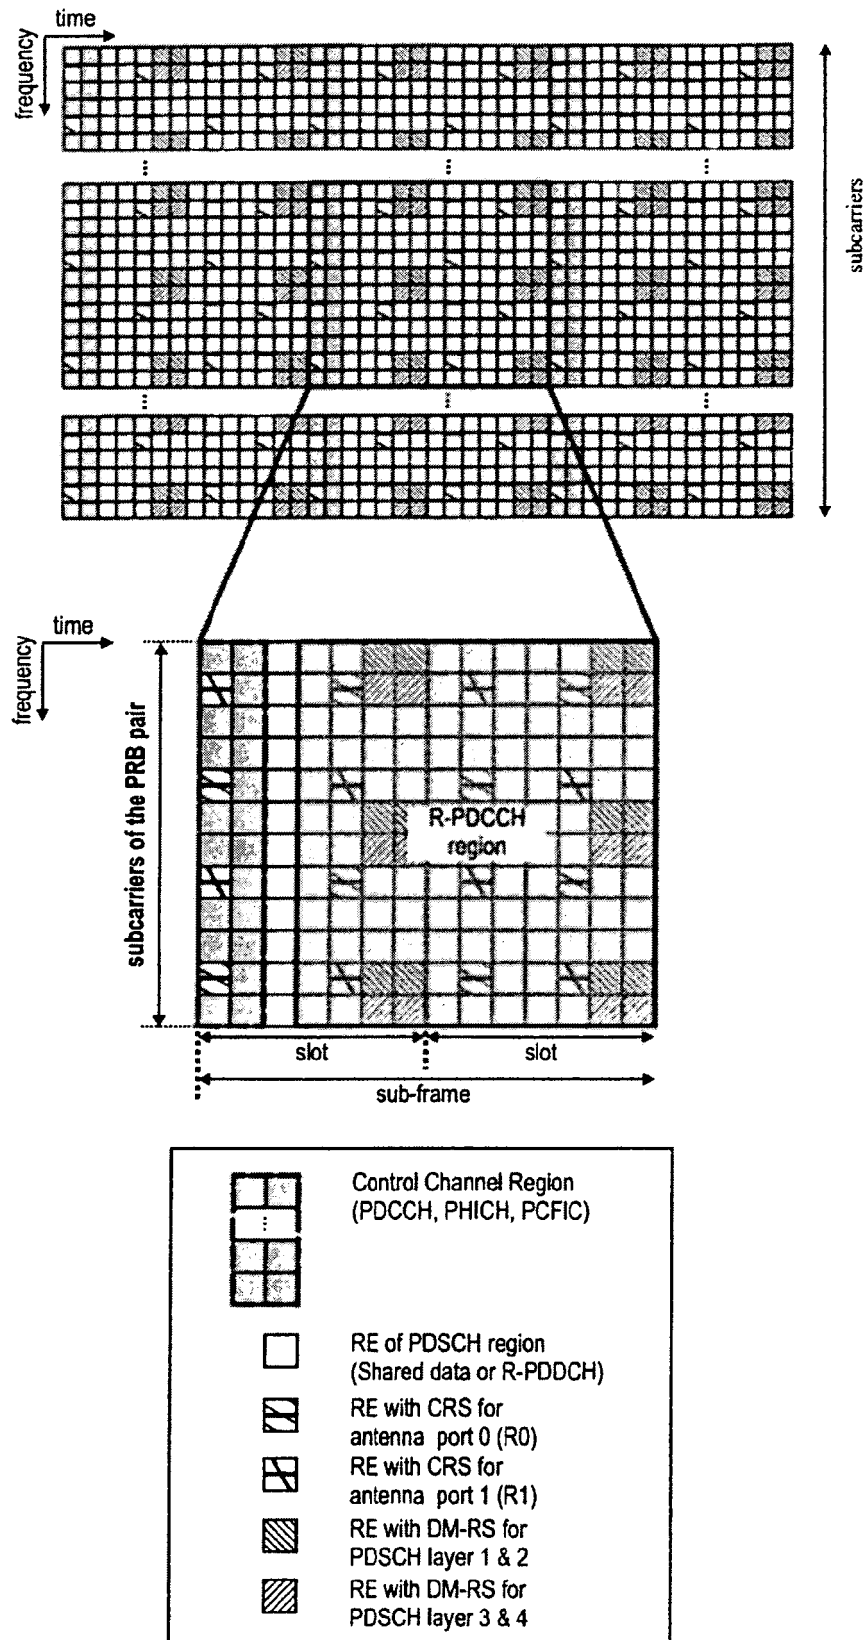 time
frequency
subcarriers
...
...
...
...
...
...
time
frequency
subcarriers of the PRB pair
R-PDCCH
region
slot
slot
sub-frame
Control Channel Region
(PDCCH, PHICH, PCFIC)
...
RE of PDSCH region
(Shared data or R-PDDCH)
RE with CRS for
antenna port 0 (R0)
RE with CRS for
antenna port 1 (R1)
RE with DM-RS for
PDSCH layer 1 & 2
RE with DM-RS for
PDSCH layer 3 & 4